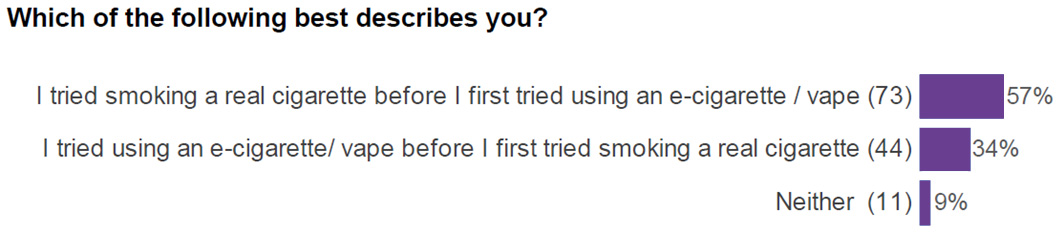 Which of the following best describes you?
I tried smoking a real cigarette before I first tried using an e-cigarette / vape (73) 57%
I tried using an e-cigarette/ vape before I first tried smoking a real cigarette (44) 34%
Neither (11) 9%